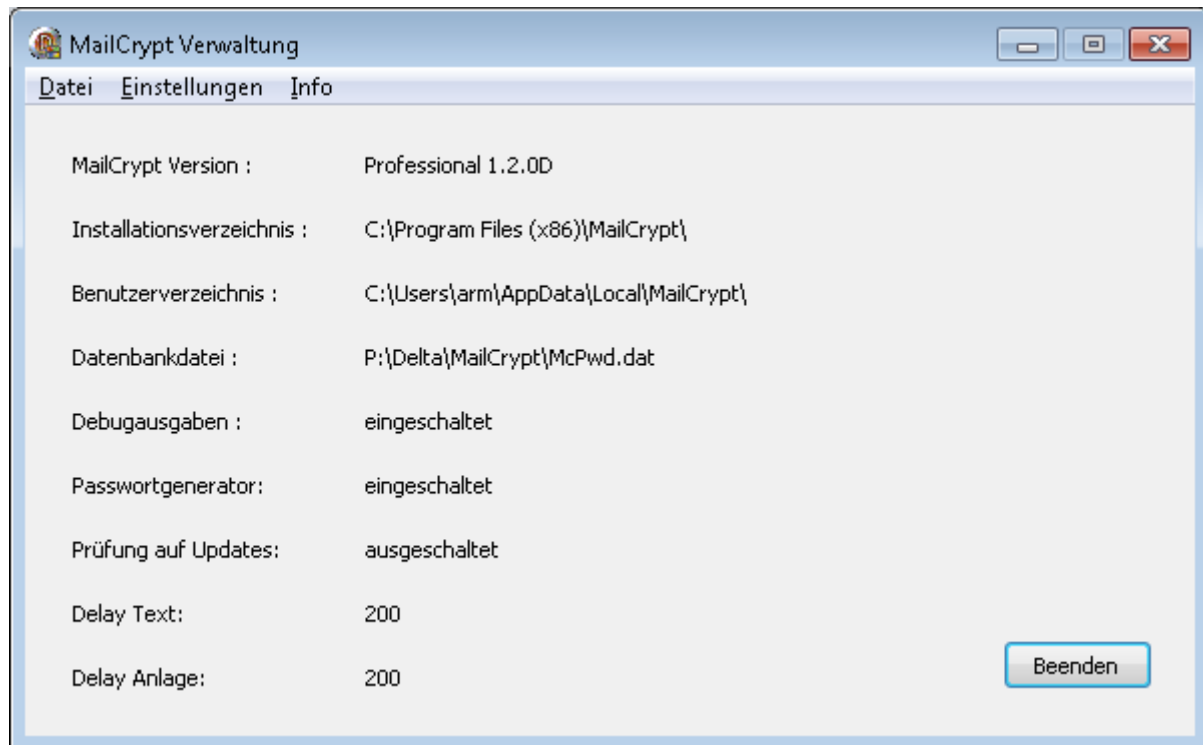 MailCrypt Verwaltung
Datei Einstellungen Info
MailCrypt Version : Professional 1.2.0D
Installationsverzeichnis : C:\Program Files (x86)\MailCrypt\
Benutzerverzeichnis : C:\Users\arm\AppData\Local\MailCrypt\
Datenbankdatei : P:\Delta\MailCrypt\McPwd.dat
Debugausgaben : eingeschaltet
Passwortgenerator: eingeschaltet
Prüfung auf Updates: ausgeschaltet
Delay Text: 200
Delay Anlage: 200
Beenden